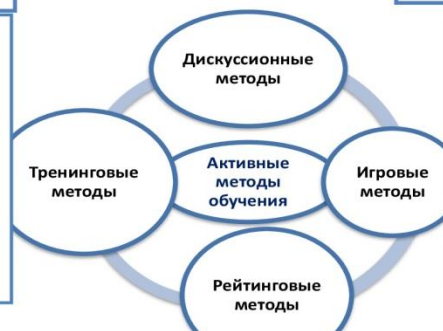 Дискуссионные
методы
Тренинговые
методы
Активные
методы
обучения
Игровые
методы
Рейтинговые
методы